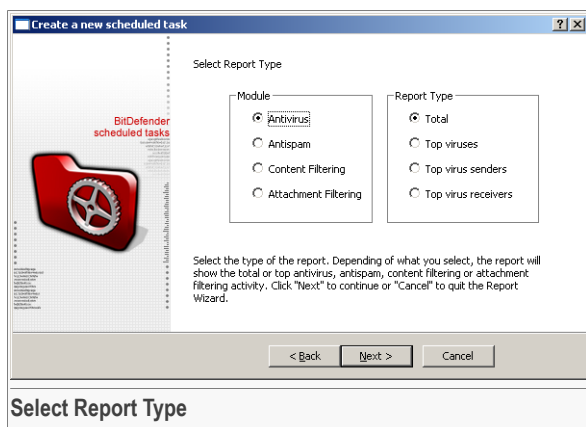 Create a new scheduled task
Select Report Type
Module
Antivirus
Antispam
Content Filtering
Attachment Filtering
Report Type
Total
Top viruses
Top virus senders
Top virus receivers
BitDefender
scheduled tasks
Select the type of the report. Depending of what you select, the report will
show the total or top antivirus, antispam, content filtering or attachment
filtering activity. Click "Next" to continue or "Cancel" to quit the Report
Wizard.
< Back
Next >
Cancel
Select Report Type